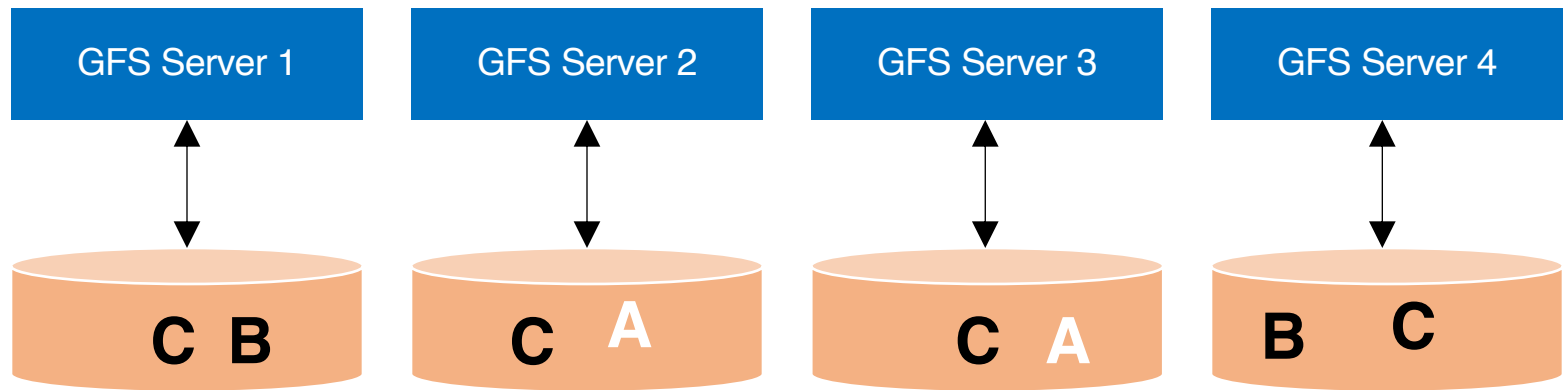 GFS Server 1
GFS Server 2
GFS Server 3
GFS Server 4
C B
C A
C A
B C